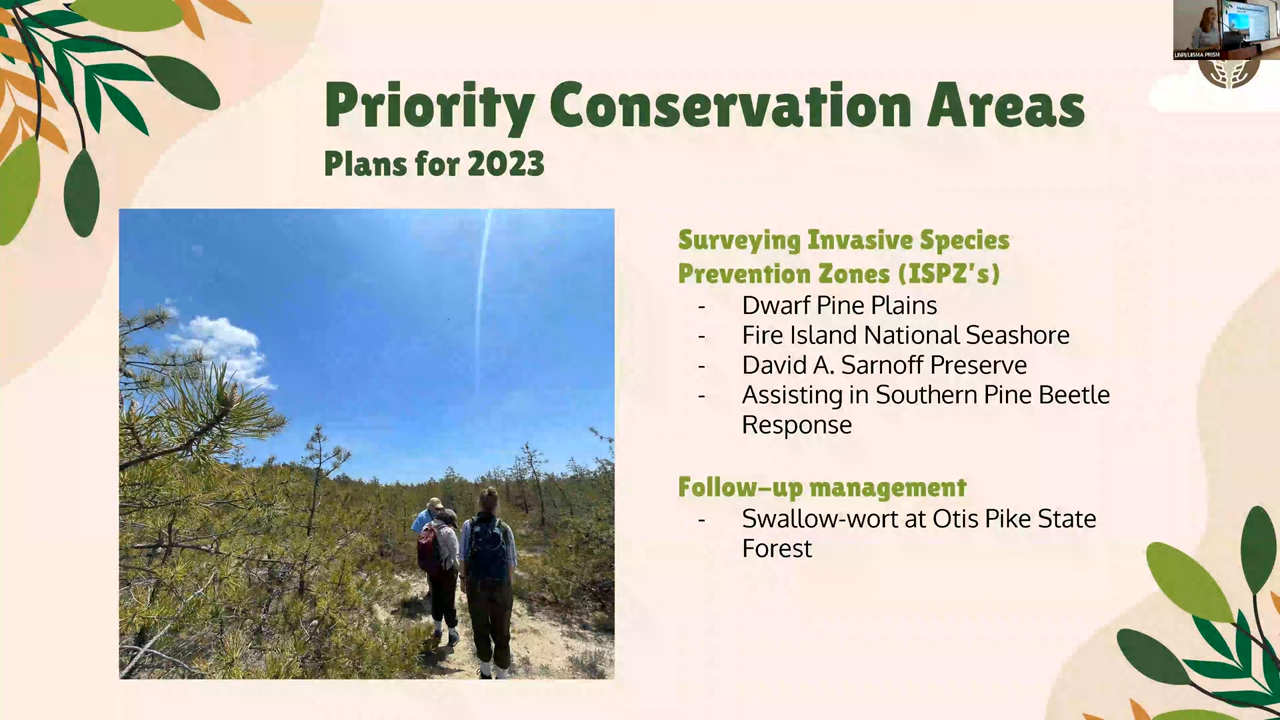 Priority Conservation Areas
Plans for 2023
Surveying Invasive Species
Prevention Zones (ISPZ's)
- Dwarf Pine Plains
- Fire Island National Seashore
- David A. Sarnoff Preserve
- Assisting in Southern Pine Beetle
Response
Follow-up management
- Swallow-wort at Otis Pike State
Forest